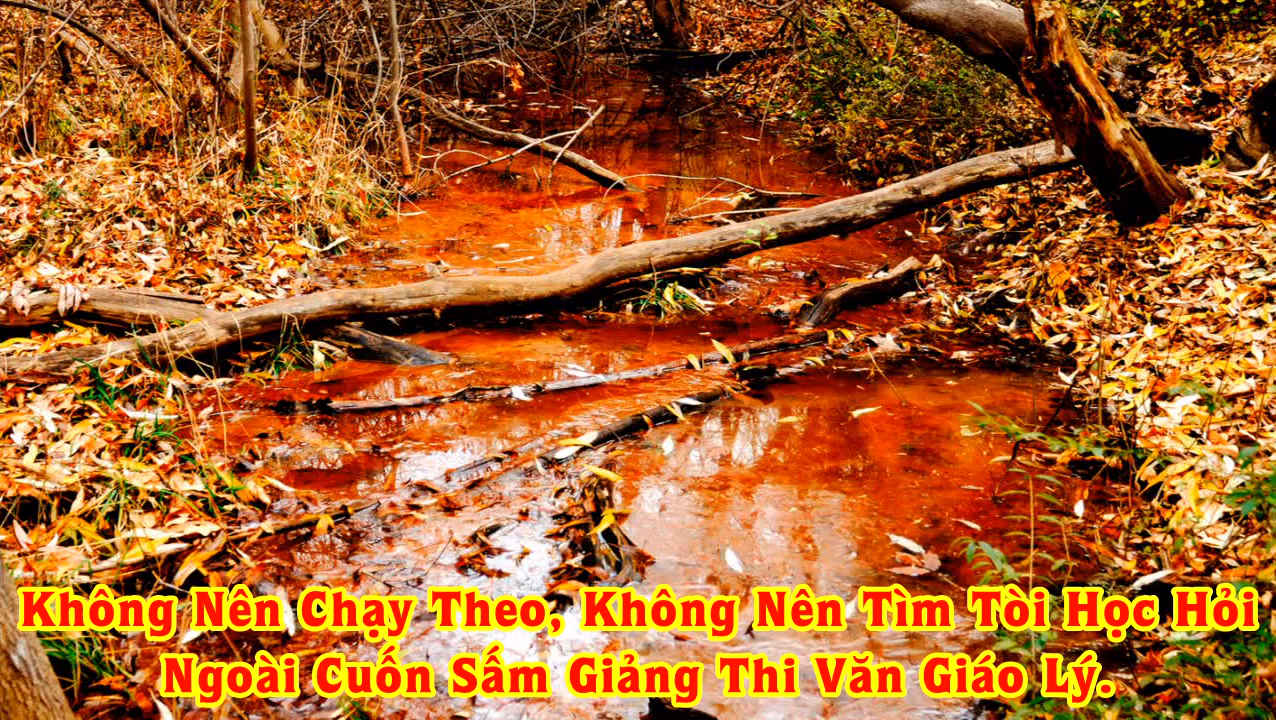 Không Nên Chạy Theo, Không Nên Tìm Tòi Học Hỏi
Ngoài Cuốn Sấm Giảng Thi Văn Giáo Lý.